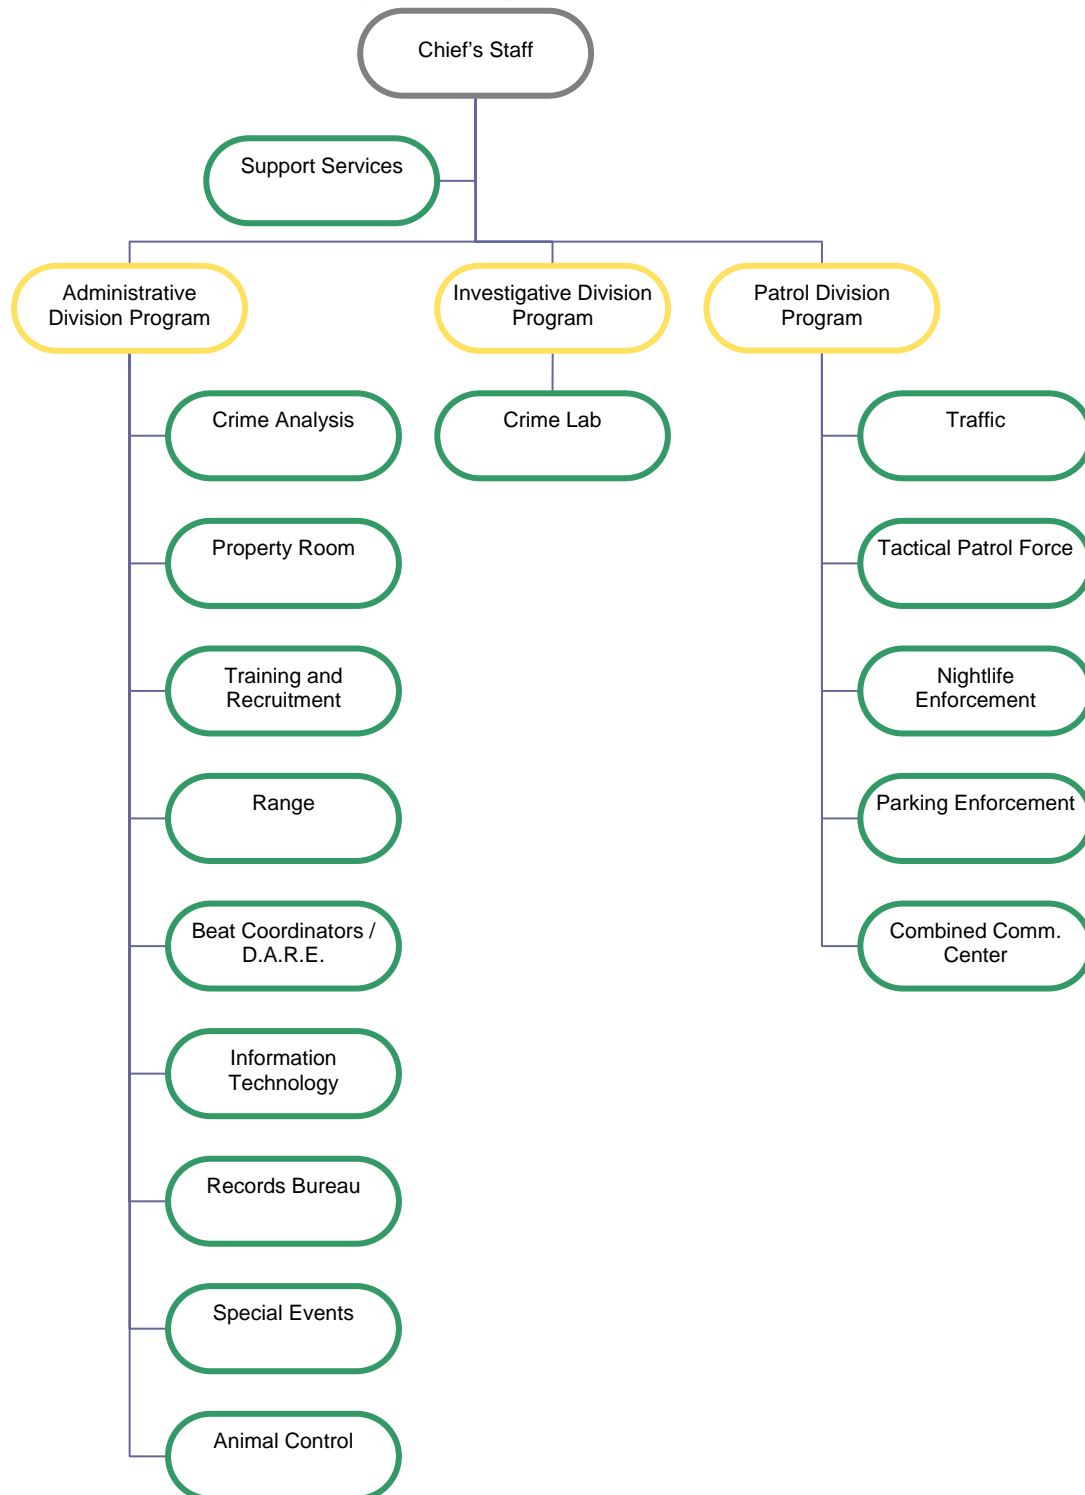 Chief's Staff
Support Services
Administrative
Division Program
Investigative Division
Program
Patrol Division
Program
Crime Analysis
Property Room
Training and
Recruitment
Range
Beat Coordinators /
D.A.R.E.
Information
Technology
Records Bureau
Special Events
Animal Control
Crime Lab
Traffic
Tactical Patrol Force
Nightlife
Enforcement
Parking Enforcement
Combined Comm.
Center